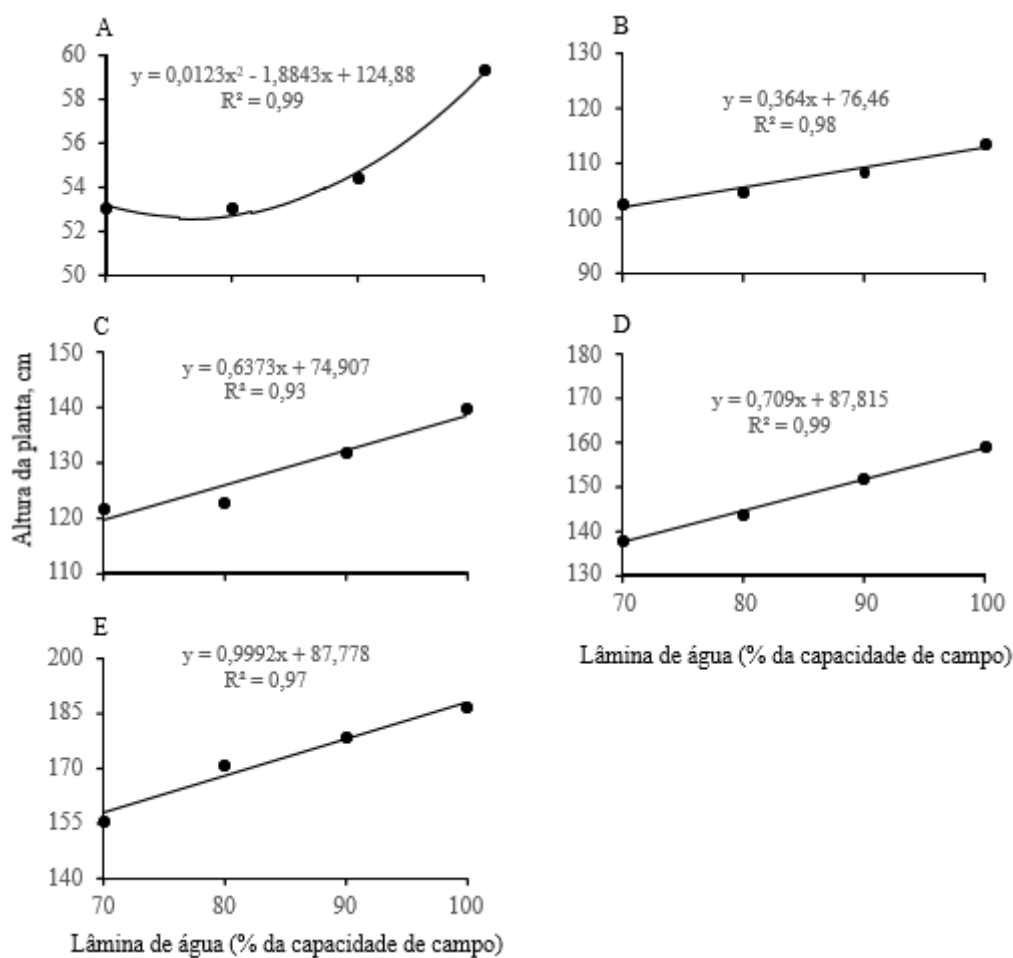 A
60
58
56
54
52
50
y = 0,0123x² - 1,8843x + 124,88
R² = 0,99
B
130
120
110
100
90
y = 0,364x + 76,46
R² = 0,98
Altura da planta, cm
C
150
140
130
120
110
y = 0,6373x + 74,907
R² = 0,93
D
180
170
160
150
140
130
y = 0,709x + 87,815
R² = 0,99
70 80 90 100
Lâmina de água (% da capacidade de campo)
E
200
185
170
155
140
y = 0,9992x + 87,778
R² = 0,97
70 80 90 100
Lâmina de água (% da capacidade de campo)